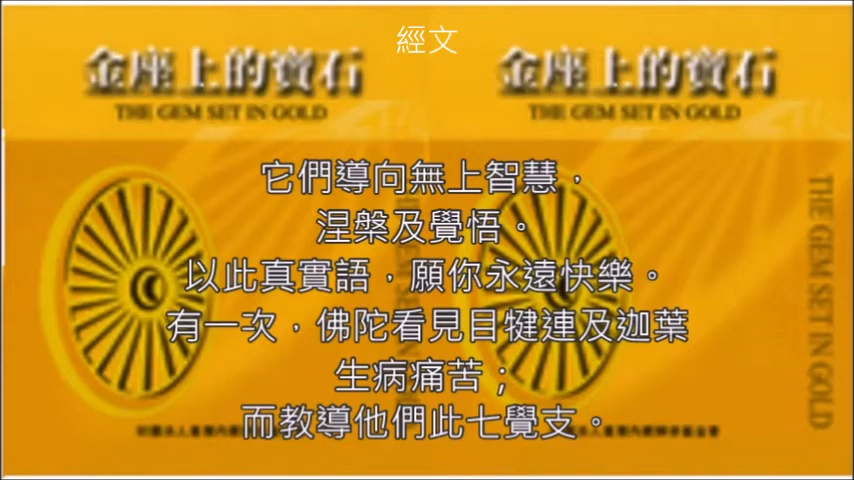 經文
金座上的寶石
金座上的寶石
THE GEM SET IN GOLD
THE GEM SET IN GOLD
它們導向無上智慧，
涅槃及覺悟。
以此真實語，願你永遠快樂。
有一次，佛陀看見目犍連及迦葉
生病痛苦；
而教導他們此七覺支。
THE GEM SET IN GOLD